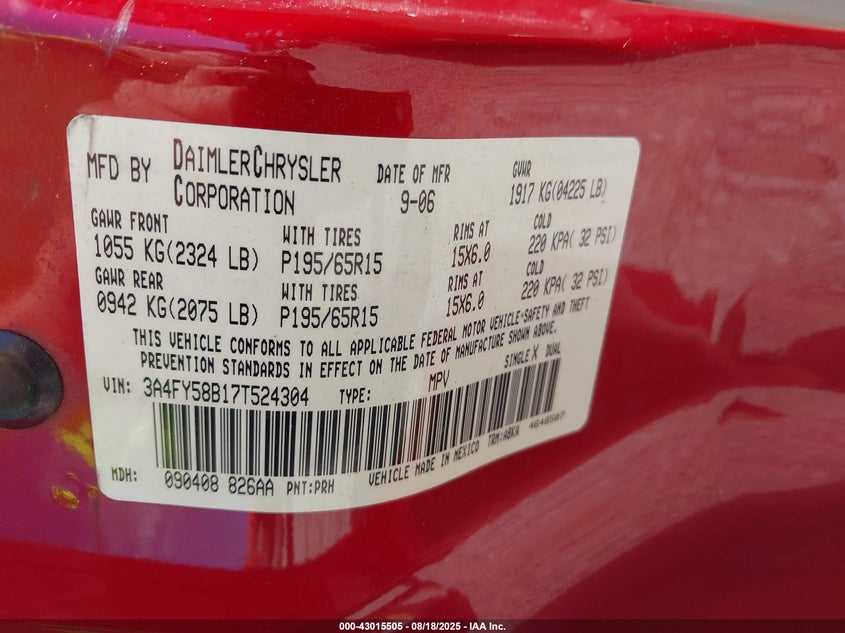 MFD BY DAIMLERCHRYSLER CORPORATION DATE OF MFR 9-06 GVWR 1917 KG(04225 LB)
GAWR FRONT WITH TIRES RIMS AT COLD
1055 KG(2324 LB) P195/65R15 15X6.0 220 KPA( 32 PSI)
GAWR REAR WITH TIRES RIMS AT COLD
0942 KG(2075 LB) P195/65R15 15X6.0 220 KPA( 32 PSI)
THIS VEHICLE CONFORMS TO ALL APPLICABLE FEDERAL MOTOR VEHICLE SAFETY AND THEFT
PREVENTION STANDARDS IN EFFECT ON THE DATE OF MANUFACTURE SHOWN ABOVE.
SINGLE X DUAL
VIN: 3A4FY58B17T524304 TYPE: MPV
4648507
MDH: 090408 826AA PNT:PRH VEHICLE MADE IN MEXICO TRM:ABKA
000-43015505 - 08/18/2025 - IAA Inc.